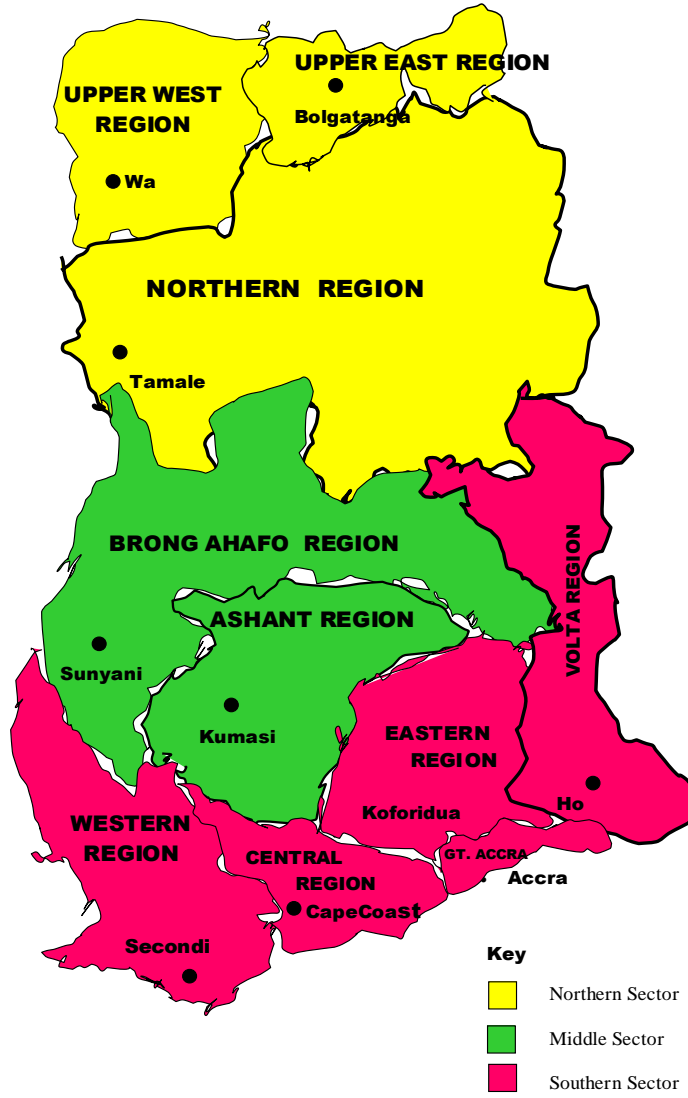 UPPER EAST REGION
UPPER WEST
REGION
Bolgatanga
Wa
NORTHERN REGION
Tamale
BRONG AHAFO REGION
ASHANT REGION
VOLTA REGION
Sunyani
Kumasi
EASTERN
REGION
Ho
Koforidua
WESTERN
REGION
CENTRAL
REGION
GT. ACCRA
Accra
CapeCoast
Secondi
Key
Northern Sector
Middle Sector
Southern Sector